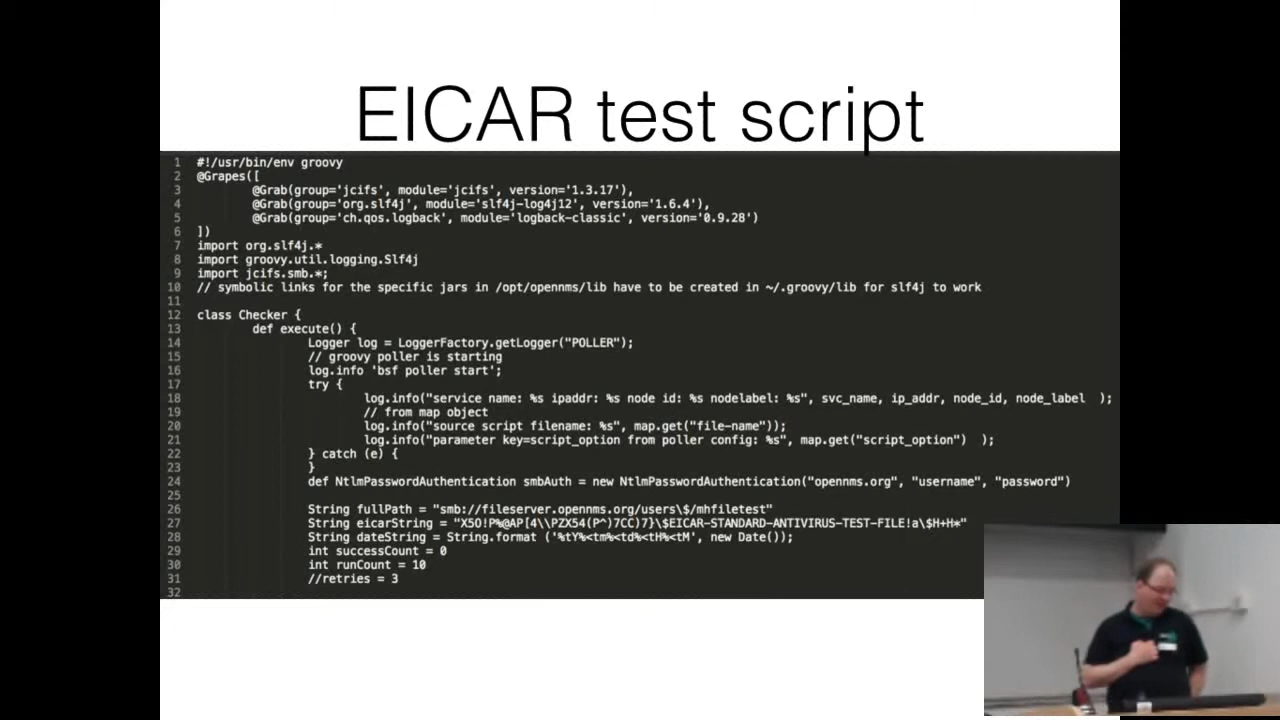 EICAR test script
1 #!/usr/bin/env groovy
2 @Grapes([
3 @Grab(group='jcifs', module='jcifs', version='1.3.17'),
4 @Grab(group='org.slf4j', module='slf4j-log4j12', version='1.6.4'),
5 @Grab(group='ch.qos.logback', module='logback-classic', version='0.9.28')
6 ])
7 import org.slf4j.*
8 import groovy.util.logging.Slf4j
9 import jcifs.smb.*;
10 // symbolic links for the specific jars in /opt/opennms/lib have to be created in ~/.groovy/lib for slf4j to work
11
12 class Checker {
13 def execute() {
14 Logger log = LoggerFactory.getLogger("POLLER");
15 // groovy poller is starting
16 log.info 'bsf poller start';
17 try {
18 log.info("service name: %s ipaddr: %s node id: %s nodelabel: %s", svc_name, ip_addr, node_id, node_label );
19 // from map object
20 log.info("source script filename: %s", map.get("file-name"));
21 log.info("parameter key=script_option from poller config: %s", map.get("script_option") );
22 } catch (e) {
23 }
24 def NtlmPasswordAuthentication smbAuth = new NtlmPasswordAuthentication("opennms.org", "username", "password")
25
26 String fullPath = "smb://fileserver.opennms.org/users\$/mhfiletest"
27 String eicarString = "X5O!P%@AP[4\\PZX54(P^)7CC)7}\$EICAR-STANDARD-ANTIVIRUS-TEST-FILE!a\$H+H*"
28 String dateString = String.format ('%tY%<tm%<td%<tH%<tM', new Date());
29 int successCount = 0
30 int runCount = 10
31 //retries = 3
32